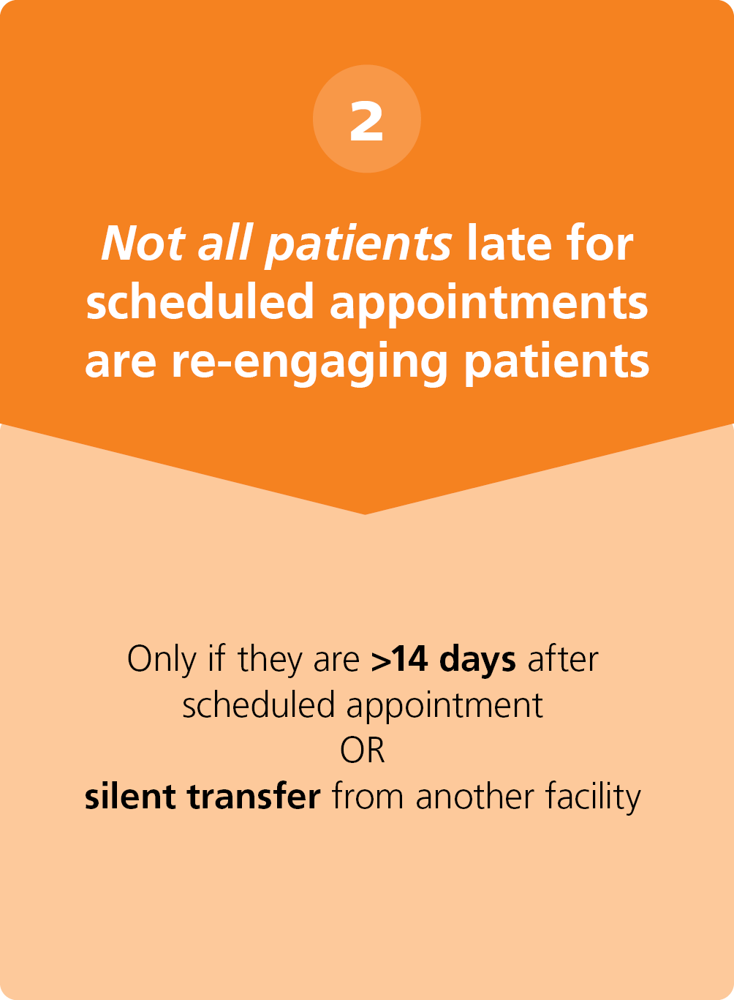 2
Not all patients late for
scheduled appointments
are re-engaging patients
Only if they are >14 days after
scheduled appointment
OR
silent transfer from another facility